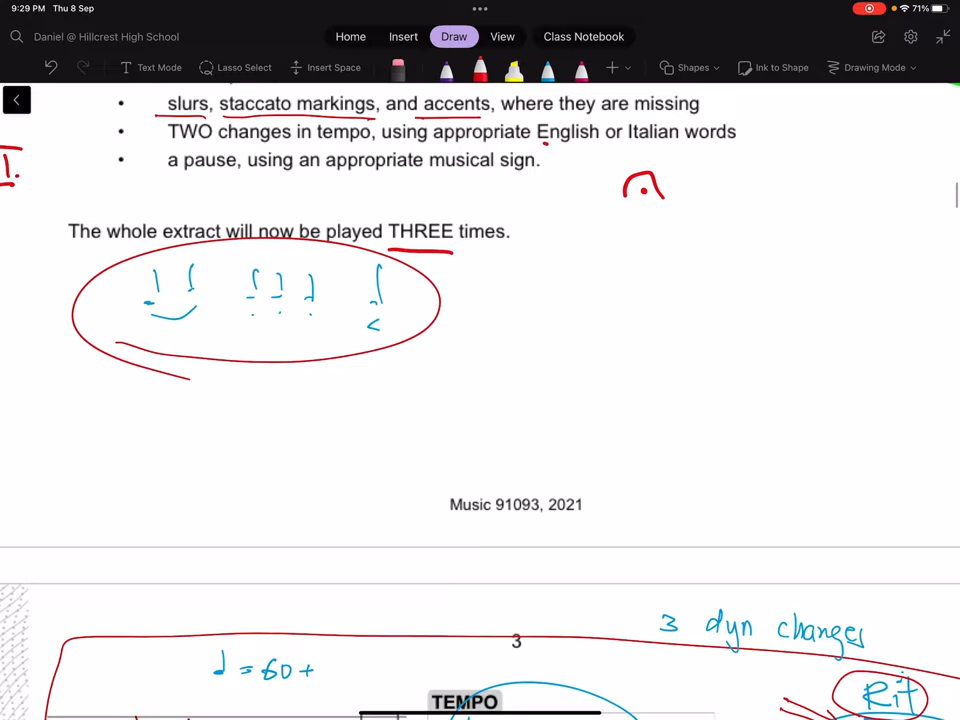 9:29 PM Thu 8 Sep 71%
Daniel @ Hillcrest High School Home Insert Draw View Class Notebook
Text Mode Lasso Select Insert Space Shapes Ink to Shape Drawing Mode
• slurs, staccato markings, and accents, where they are missing
• TWO changes in tempo, using appropriate English or Italian words
• a pause, using an appropriate musical sign.
The whole extract will now be played THREE times.
Music 91093, 2021
3 dyn changes
3
♩ = 60+
Rit
TEMPO